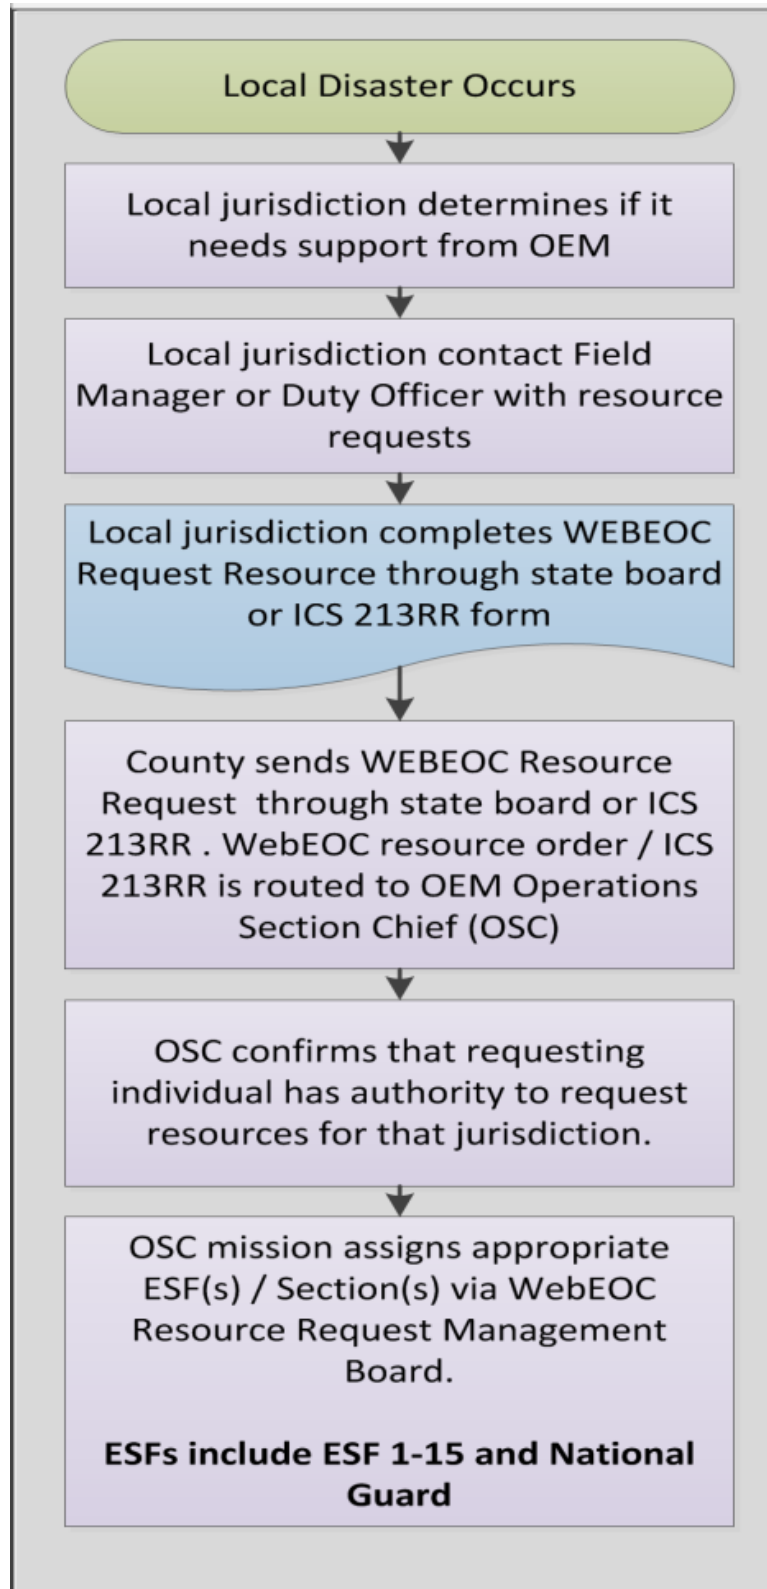 Local Disaster Occurs
Local jurisdiction determines if it
needs support from OEM
Local jurisdiction contact Field
Manager or Duty Officer with resource
requests
Local jurisdiction completes WEBEOC
Request Resource through state board
or ICS 213RR form
County sends WEBEOC Resource
Request  through state board or ICS
213RR . WebEOC resource order / ICS
213RR is routed to OEM Operations
Section Chief (OSC)
OSC confirms that requesting
individual has authority to request
resources for that jurisdiction.
OSC mission assigns appropriate
ESF(s) / Section(s) via WebEOC
Resource Request Management
Board.
ESFs include ESF 1-15 and National
Guard